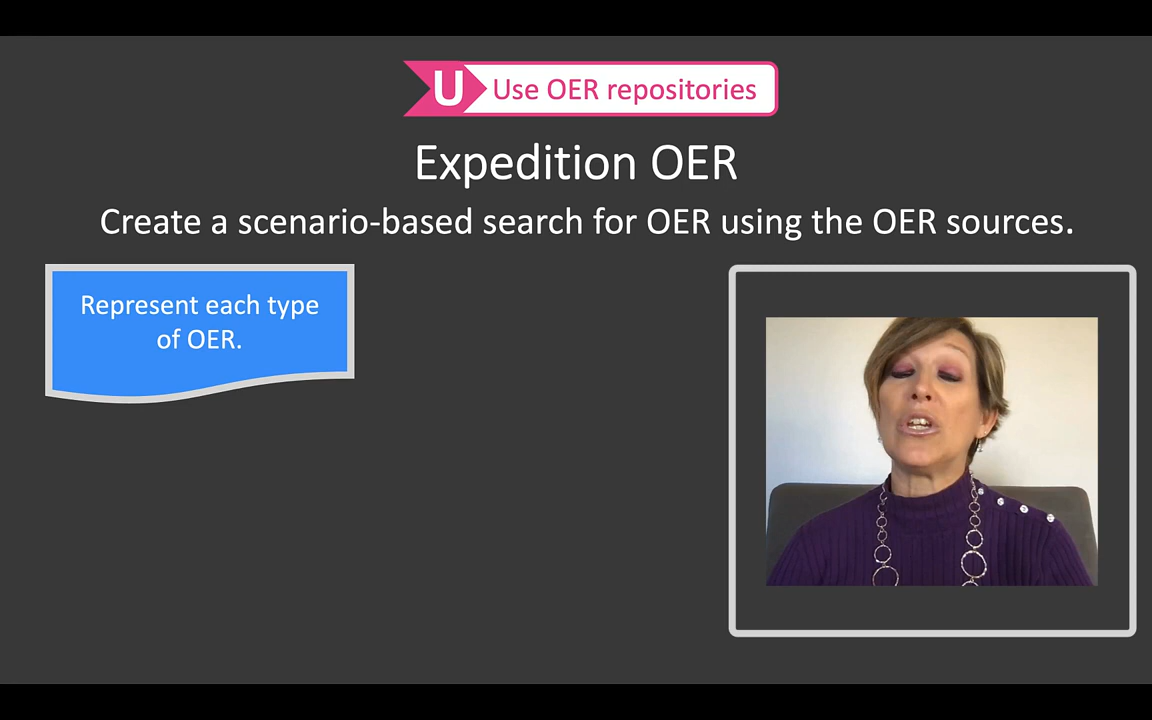 U Use OER repositories
Expedition OER
Create a scenario-based search for OER using the OER sources.
Represent each type
of OER.